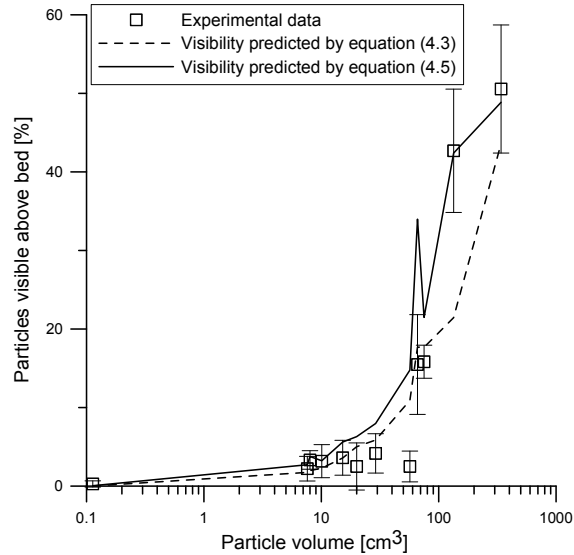 60
Experimental data
Visibility predicted by equation (4.3)
Visibility predicted by equation (4.5)
40
20
0
Particles visible above bed [%]
0.1 1 10 100 1000
Particle volume [cm³]